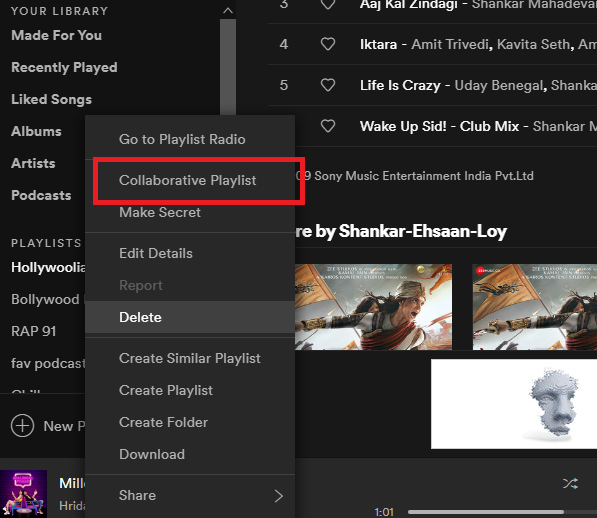 YOUR LIBRARY
Made For You
Recently Played
Liked Songs
Albums
Artists
Podcasts
PLAYLISTS
Hollywoolia
Bollywood
RAP 91
fav podcast
New P
Go to Playlist Radio
Collaborative Playlist
Make Secret
Edit Details
Report
Delete
Create Similar Playlist
Create Playlist
Create Folder
Download
Share
3 Aaj Kal Zindagi - Shankar Mahadevan
4 Iktara - Amit Trivedi, Kavita Seth, Am
5 Life Is Crazy - Uday Benegal, Shanka
Wake Up Sid! - Club Mix - Shankar M
09 Sony Music Entertainment India Pvt.Ltd
re by Shankar-Ehsaan-Loy
Mille
Hrida
1:01